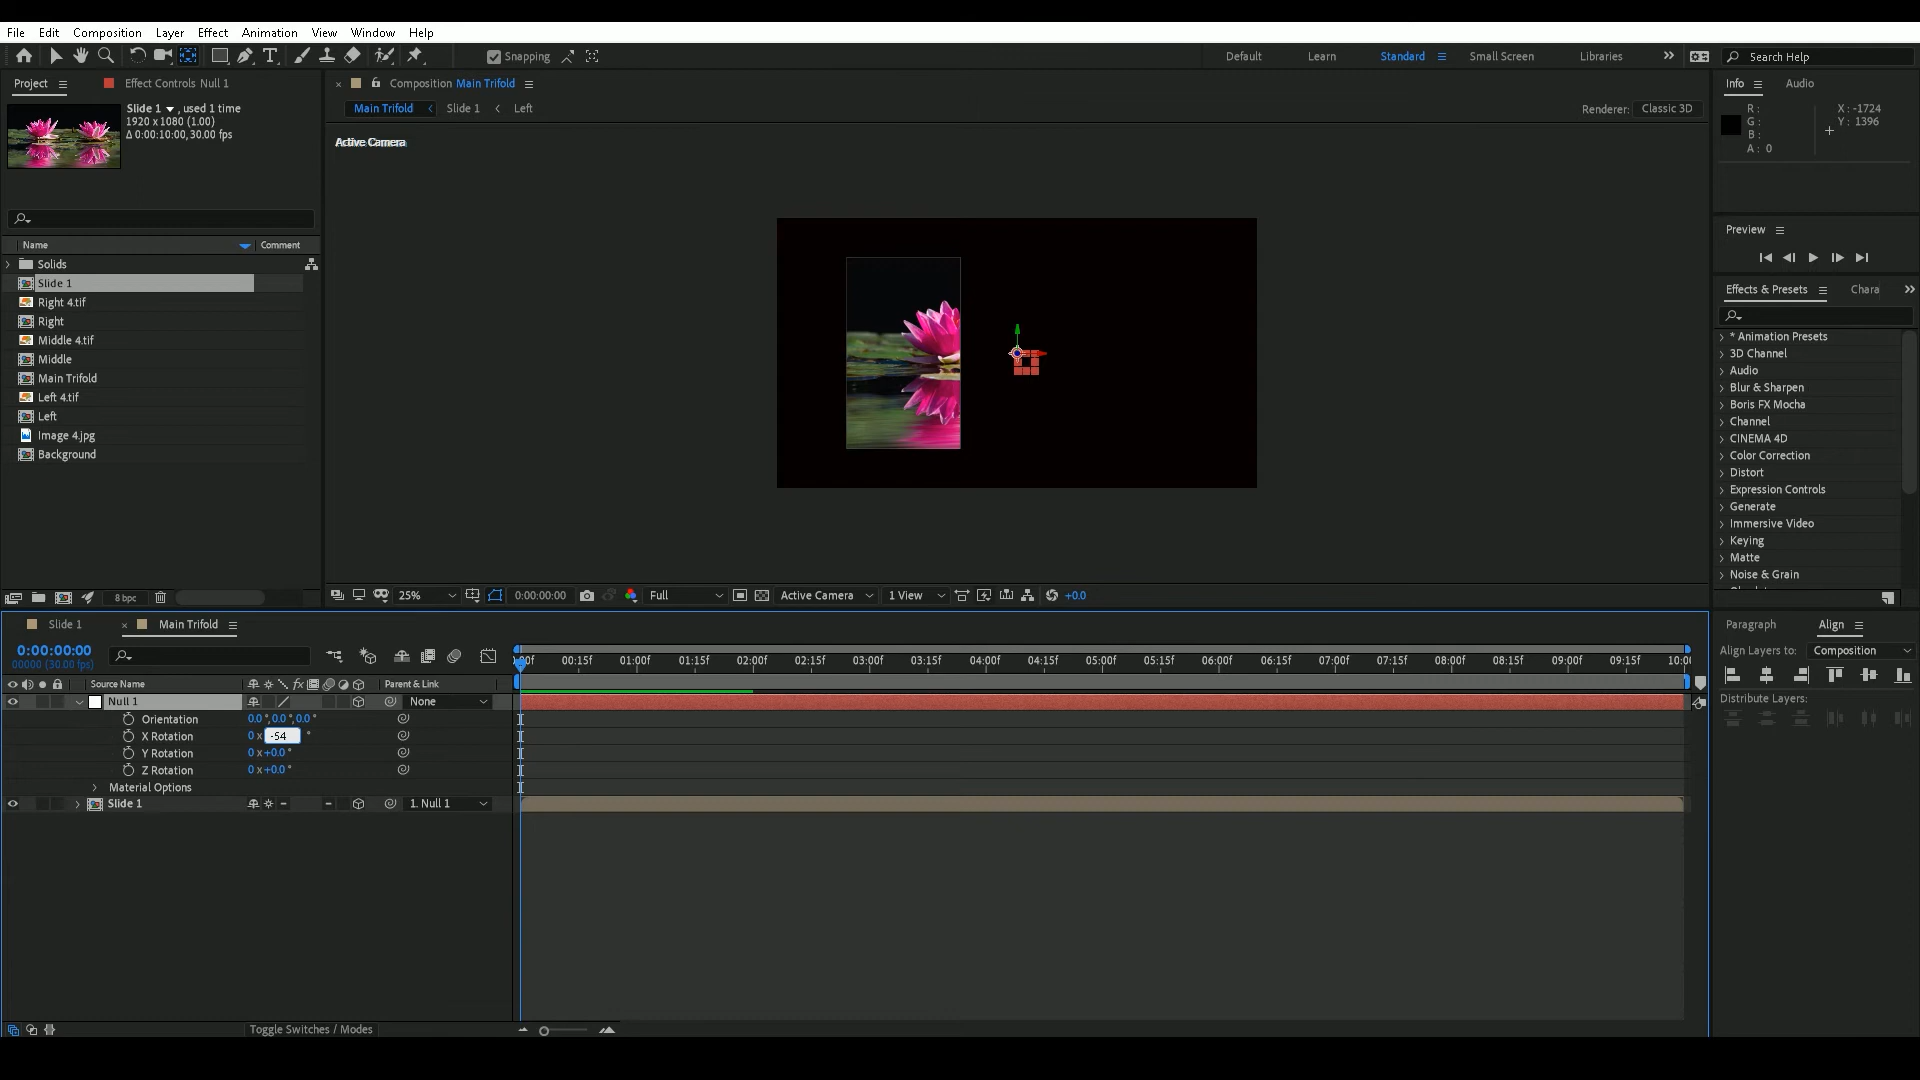 File Edit Composition Layer Effect Animation View Window Help
Snapping
Default Learn Standard Small Screen Libraries
Search Help
Project
Effect Controls Null 1
Slide 1 , used 1 time
1920 x 1080 (1.00)
Δ 0:00:10:00, 30.00 fps
Name Comment
Solids
Slide 1
Right 4.tif
Right
Middle 4.tif
Middle
Main Trifold
Left 4.tif
Left
Image 4.jpg
Background
8 bpc
Composition Main Trifold
Main Trifold Slide 1 Left
Renderer: Classic 3D
Active Camera
25% 0:00:00:00 Full Active Camera 1 View +0.0
Info Audio
R :
G :
B :
A : 0
X : -1724
Y : 1396
Preview
Effects & Presets Chara
* Animation Presets
3D Channel
Audio
Blur & Sharpen
Boris FX Mocha
Channel
CINEMA 4D
Color Correction
Distort
Expression Controls
Generate
Immersive Video
Keying
Matte
Noise & Grain
Slide 1 Main Trifold
0:00:00:00
00000 (30.00 fps)
00:15f 01:00f 01:15f 02:00f 02:15f 03:00f 03:15f 04:00f 04:15f 05:00f 05:15f 06:00f 06:15f 07:00f 07:15f 08:00f 08:15f 09:00f 09:15f
Source Name fx Parent & Link
Null 1 None
Orientation 0.0°, 0.0°, 0.0°
X Rotation 0 x -54 °
Y Rotation 0 x +0.0°
Z Rotation 0 x +0.0°
Material Options
Slide 1 1. Null 1
Toggle Switches / Modes
Paragraph Align
Align Layers to: Composition
Distribute Layers: